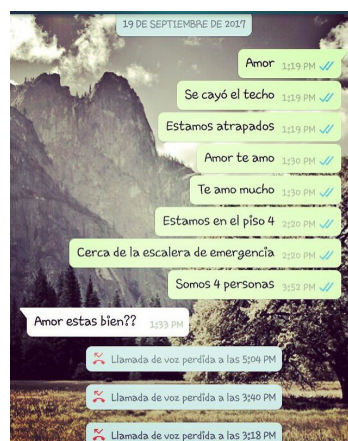 19 DE SEPTIEMBRE DE 2017
Amor 1:19 PM
Se cayó el techo 1:19 PM
Estamos atrapados 1:19 PM
Amor te amo 1:30 PM
Te amo mucho 1:30 PM
Estamos en el piso 4 2:20 PM
Cerca de la escalera de emergencia 2:20 PM
Somos 4 personas 3:52 PM
Amor estas bien?? 1:33 PM
Llamada de voz perdida a las 5:04 PM
Llamada de voz perdida a las 3:40 PM
Llamada de voz perdida a las 3:18 PM